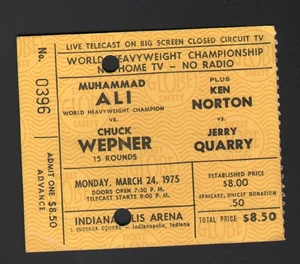 LIVE TELECAST ON BIG SCREEN CLOSED CIRCUIT TV
WORLD HEAVYWEIGHT CHAMPIONSHIP
NO HOME TV - NO RADIO
MUHAMMAD
ALI
WORLD HEAVYWEIGHT CHAMPION
vs.
CHUCK
WEPNER
15 ROUNDS
PLUS
KEN
NORTON
vs.
JERRY
QUARRY
MONDAY, MARCH 24, 1975
DOORS OPEN 7:30 P. M.
TELECAST STARTS 9:00 P.M.
ESTABLISHED PRICE
$8.00
AFRICARE, UNICEF DONATION
.50
INDIANAPOLIS ARENA
Indianapolis, Indiana
TOTAL PRICE $8.50
No. 0396
ADMIT ONE $8.50
ADVANCE